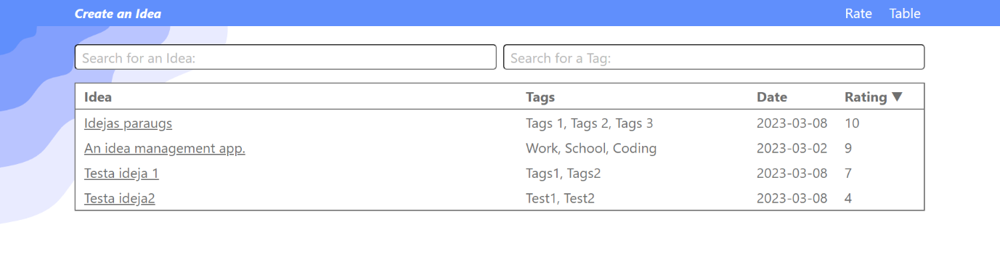 Create an Idea Rate Table
Search for an Idea: Search for a Tag:
Idea Tags Date Rating ▼
Idejas paraugs Tags 1, Tags 2, Tags 3 2023-03-08 10
An idea management app. Work, School, Coding 2023-03-02 9
Testa ideja 1 Tags1, Tags2 2023-03-08 7
Testa ideja2 Test1, Test2 2023-03-08 4